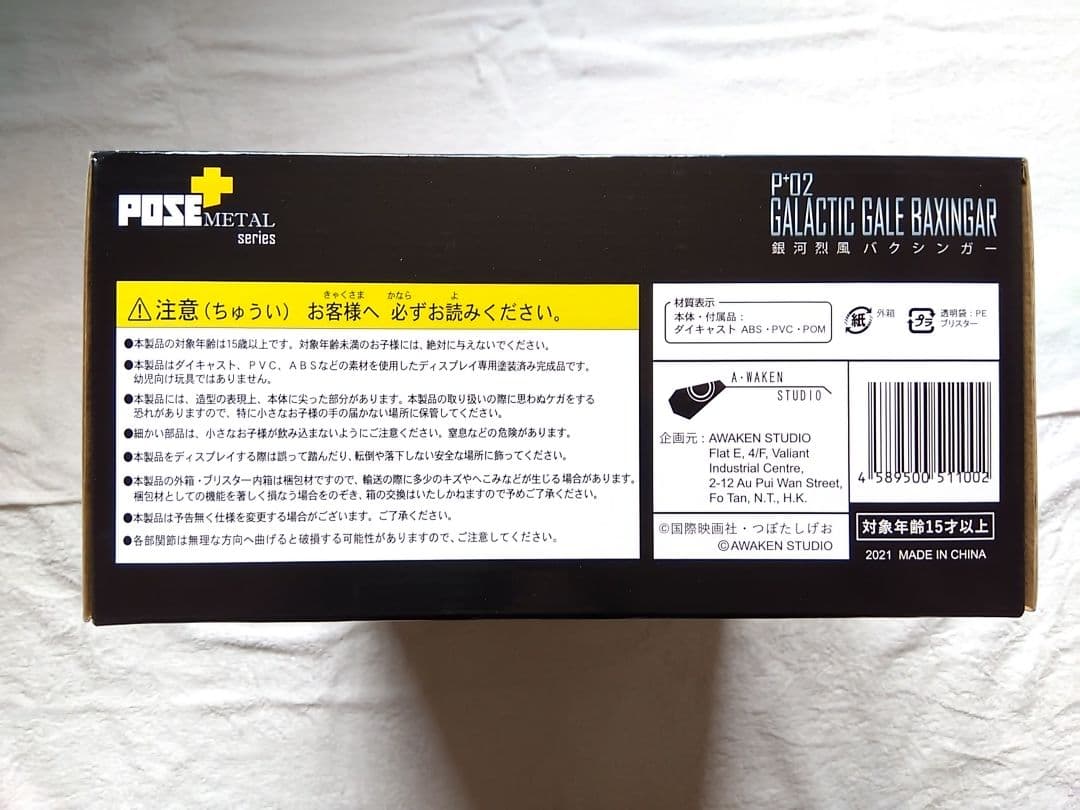 POSE+ METAL
series
P+02
GALACTIC GALE BAXINGAR
銀河烈風 バクシンガー
⚠注意(ちゅうい) お客様へ 必ずお読みください。
きゃくさま かなら よ
●本製品の対象年齢は15歳以上です。対象年齢未満のお子様には、絶対に与えないでください。
●本製品はダイキャスト、PVC、ABSなどの素材を使用したディスプレイ専用塗装済み完成品です。
幼児向け玩具ではありません。
●本製品には、造型の表現上、本体に尖った部分があります。本製品の取り扱いの際に思わぬケガをする
恐れがありますので、特に小さなお子様の手の届かない場所に保管してください。
●細かい部品は、小さなお子様が飲み込まないようにご注意ください。窒息などの危険があります。
●本製品をディスプレイする際は誤って踏んだり、転倒や落下しない安全な場所に飾ってください。
●本製品の外箱・ブリスター内箱は梱包材ですので、輸送の際に多少のキズやへこみなどが生じる場合があります。
梱包材としての機能を著しく損なう場合をのぞき、箱の交換はいたしかねますので予めご了承ください。
●本製品は予告無く仕様を変更する場合がございます。ご了承ください。
●各部関節は無理な方向へ曲げると破損する可能性がありますので、ご注意してください。
材質表示
本体・付属品:
ダイキャスト ABS・PVC・POM
紙 外箱
プラ 透明袋:PE
ブリスター
A・WAKEN
STUDIO
企画元:AWAKEN STUDIO
Flat E, 4/F, Valiant
Industrial Centre,
2-12 Au Pui Wan Street,
Fo Tan, N.T., H.K.
4 589500 511002
©国際映画社・つぼたしげお
©AWAKEN STUDIO
対象年齢15才以上
2021 MADE IN CHINA